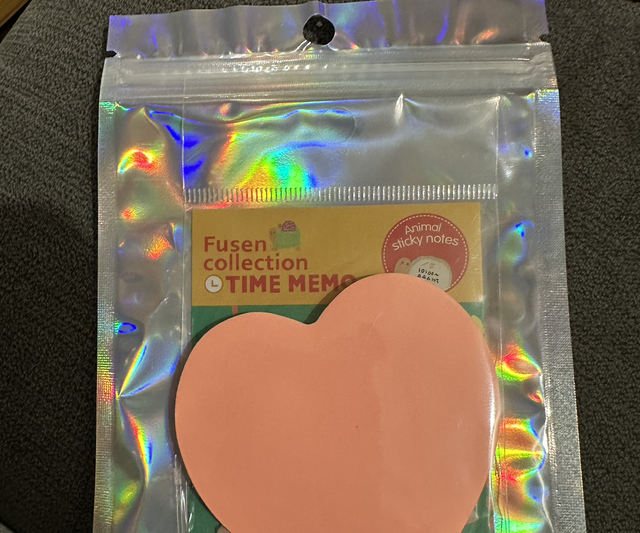 Fusen
collection
TIME MEMO
Animal
sticky notes